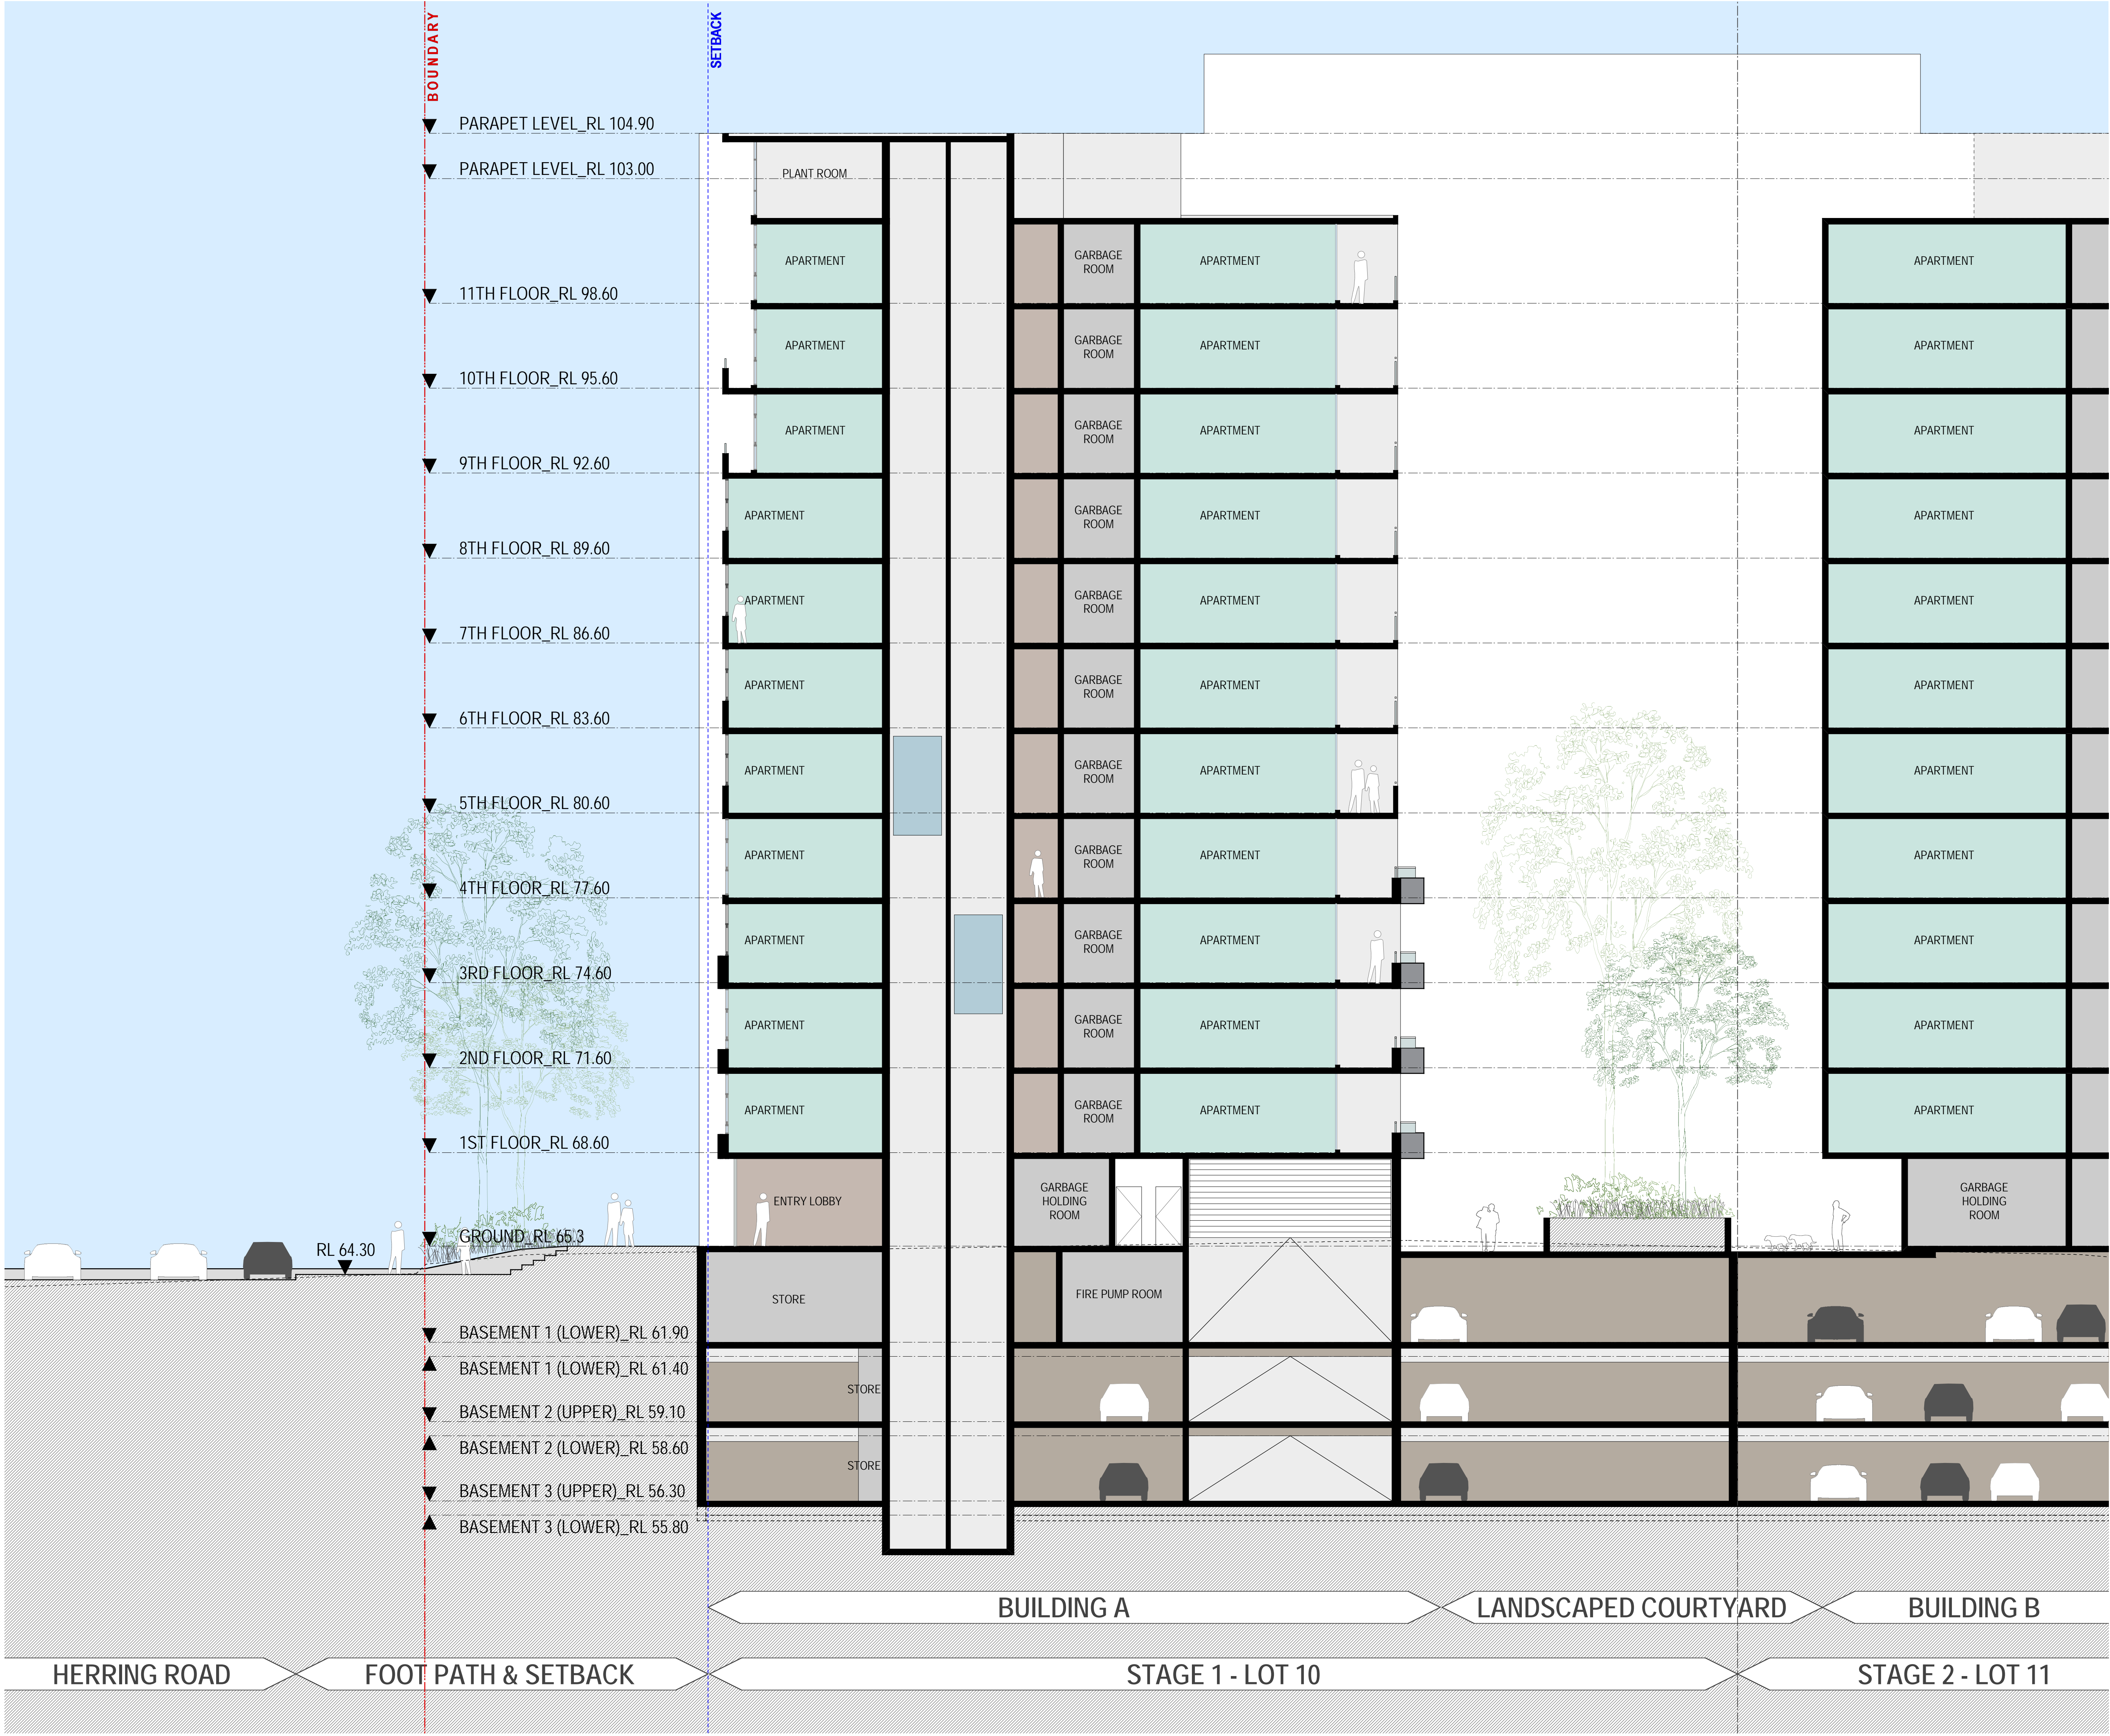 BOUNDARY
SETBACK
PARAPET LEVEL_RL 104.90
PARAPET LEVEL_RL 103.00
PLANT ROOM
APARTMENT
GARBAGE
ROOM
APARTMENT
APARTMENT
11TH FLOOR_RL 98.60
APARTMENT
GARBAGE
ROOM
APARTMENT
APARTMENT
10TH FLOOR_RL 95.60
APARTMENT
GARBAGE
ROOM
APARTMENT
APARTMENT
9TH FLOOR_RL 92.60
APARTMENT
GARBAGE
ROOM
APARTMENT
APARTMENT
8TH FLOOR_RL 89.60
APARTMENT
GARBAGE
ROOM
APARTMENT
APARTMENT
7TH FLOOR_RL 86.60
APARTMENT
GARBAGE
ROOM
APARTMENT
APARTMENT
6TH FLOOR_RL 83.60
APARTMENT
GARBAGE
ROOM
APARTMENT
APARTMENT
5TH FLOOR_RL 80.60
APARTMENT
GARBAGE
ROOM
APARTMENT
APARTMENT
4TH FLOOR_RL 77.60
APARTMENT
GARBAGE
ROOM
APARTMENT
APARTMENT
3RD FLOOR_RL 74.60
APARTMENT
GARBAGE
ROOM
APARTMENT
APARTMENT
2ND FLOOR_RL 71.60
APARTMENT
GARBAGE
ROOM
APARTMENT
APARTMENT
1ST FLOOR_RL 68.60
ENTRY LOBBY
GARBAGE
HOLDING
ROOM
GARBAGE
HOLDING
ROOM
GROUND_RL 65.3
RL 64.30
STORE
FIRE PUMP ROOM
BASEMENT 1 (LOWER)_RL 61.90
BASEMENT 1 (LOWER)_RL 61.40
STORE
BASEMENT 2 (UPPER)_RL 59.10
BASEMENT 2 (LOWER)_RL 58.60
STORE
BASEMENT 3 (UPPER)_RL 56.30
BASEMENT 3 (LOWER)_RL 55.80
BUILDING A
LANDSCAPED COURTYARD
BUILDING B
HERRING ROAD
FOOT PATH & SETBACK
STAGE 1 - LOT 10
STAGE 2 - LOT 11